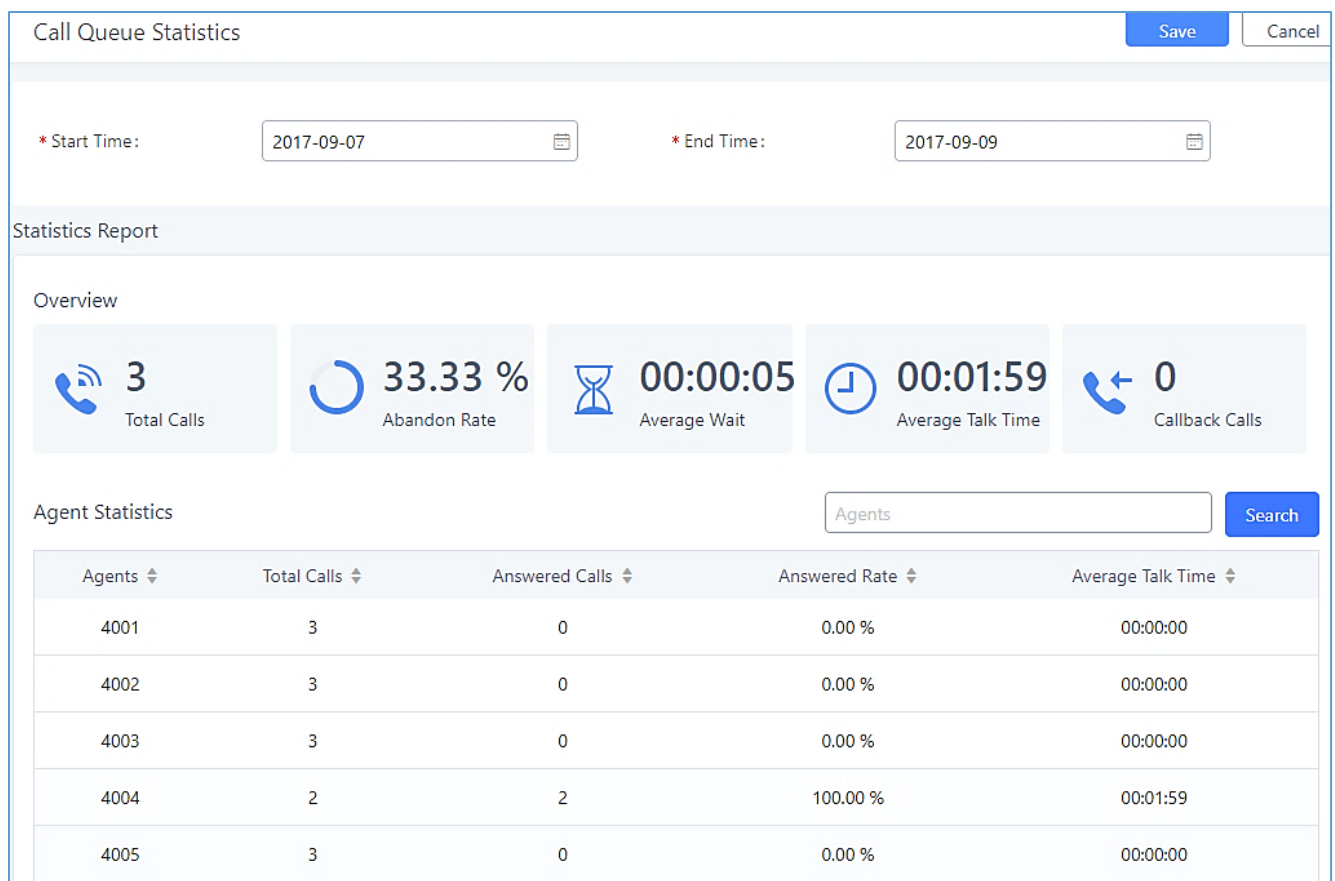 Call Queue Statistics Save Cancel
* Start Time: 2017-09-07 * End Time: 2017-09-09
Statistics Report
Overview
3 33.33 % 00:00:05 00:01:59 0
Total Calls Abandon Rate Average Wait Average Talk Time Callback Calls
Agent Statistics Agents Search
Agents Total Calls Answered Calls Answered Rate Average Talk Time
4001 3 0 0.00 % 00:00:00
4002 3 0 0.00 % 00:00:00
4003 3 0 0.00 % 00:00:00
4004 2 2 100.00 % 00:01:59
4005 3 0 0.00 % 00:00:00